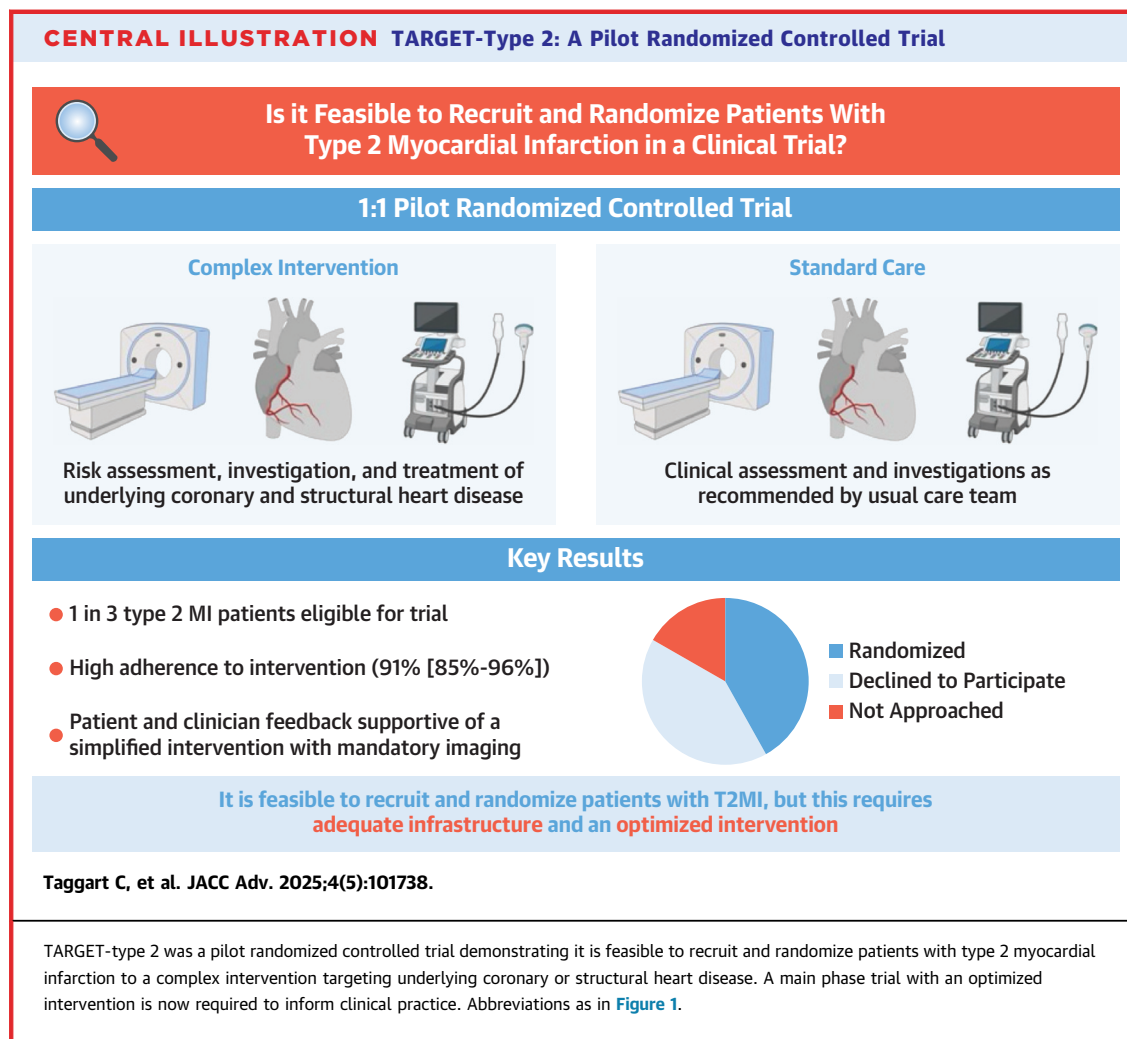 CENTRAL ILLUSTRATION TARGET-Type 2: A Pilot Randomized Controlled Trial
Is it Feasible to Recruit and Randomize Patients With
Type 2 Myocardial Infarction in a Clinical Trial?
1:1 Pilot Randomized Controlled Trial
Complex Intervention
Risk assessment, investigation, and treatment of
underlying coronary and structural heart disease
Standard Care
Clinical assessment and investigations as
recommended by usual care team
Key Results
1 in 3 type 2 MI patients eligible for trial
High adherence to intervention (91% [85%-96%])
Patient and clinician feedback supportive of a
simplified intervention with mandatory imaging
Randomized
Declined to Participate
Not Approached
It is feasible to recruit and randomize patients with T2MI, but this requires
adequate infrastructure and an optimized intervention
Taggart C, et al. JACC Adv. 2025;4(5):101738.
TARGET-type 2 was a pilot randomized controlled trial demonstrating it is feasible to recruit and randomize patients with type 2 myocardial
infarction to a complex intervention targeting underlying coronary or structural heart disease. A main phase trial with an optimized
intervention is now required to inform clinical practice. Abbreviations as in Figure 1.